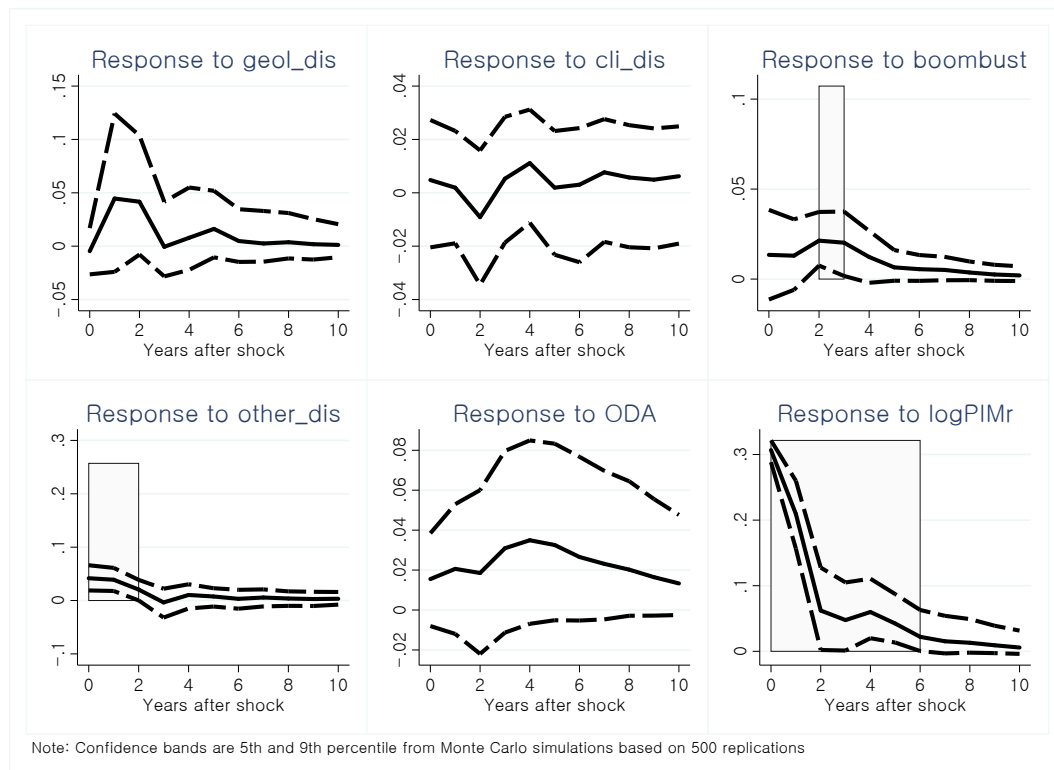 Response to geol_dis
.15
.1
.05
0
-.05
0 2 4 6 8 10
Years after shock
Response to cli_dis
.04
.02
0
-.02
-.04
0 2 4 6 8 10
Years after shock
Response to boombust
.1
.05
0
0 2 4 6 8 10
Years after shock
Response to other_dis
.3
.2
.1
0
-.1
0 2 4 6 8 10
Years after shock
Response to ODA
.08
.06
.04
.02
0
-.02
0 2 4 6 8 10
Years after shock
Response to logPIMr
.3
.2
.1
0
0 2 4 6 8 10
Years after shock
Note: Confidence bands are 5th and 9th percentile from Monte Carlo simulations based on 500 replications